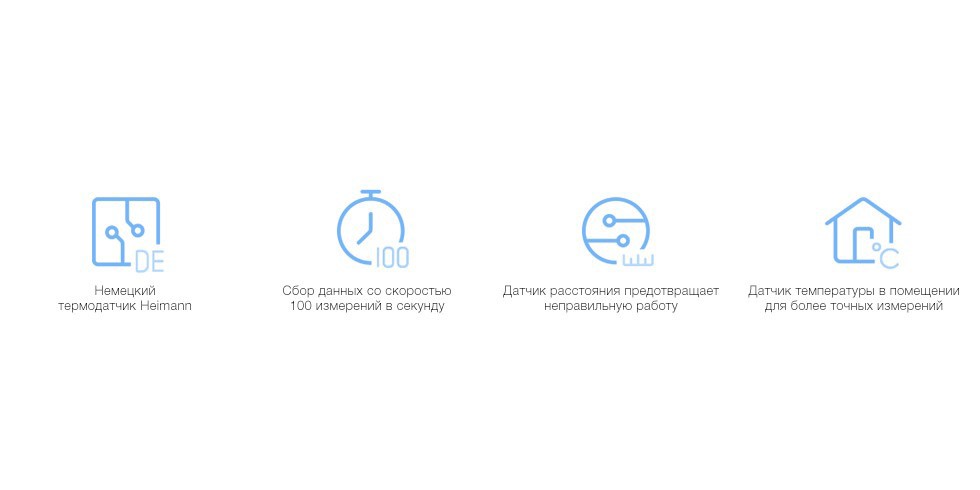 DE
100
°C
Немецкий
термодатчик Heimann
Сбор данных со скоростью
100 измерений в секунду
Датчик расстояния предотвращает
неправильную работу
Датчик температуры в помещении
для более точных измерений